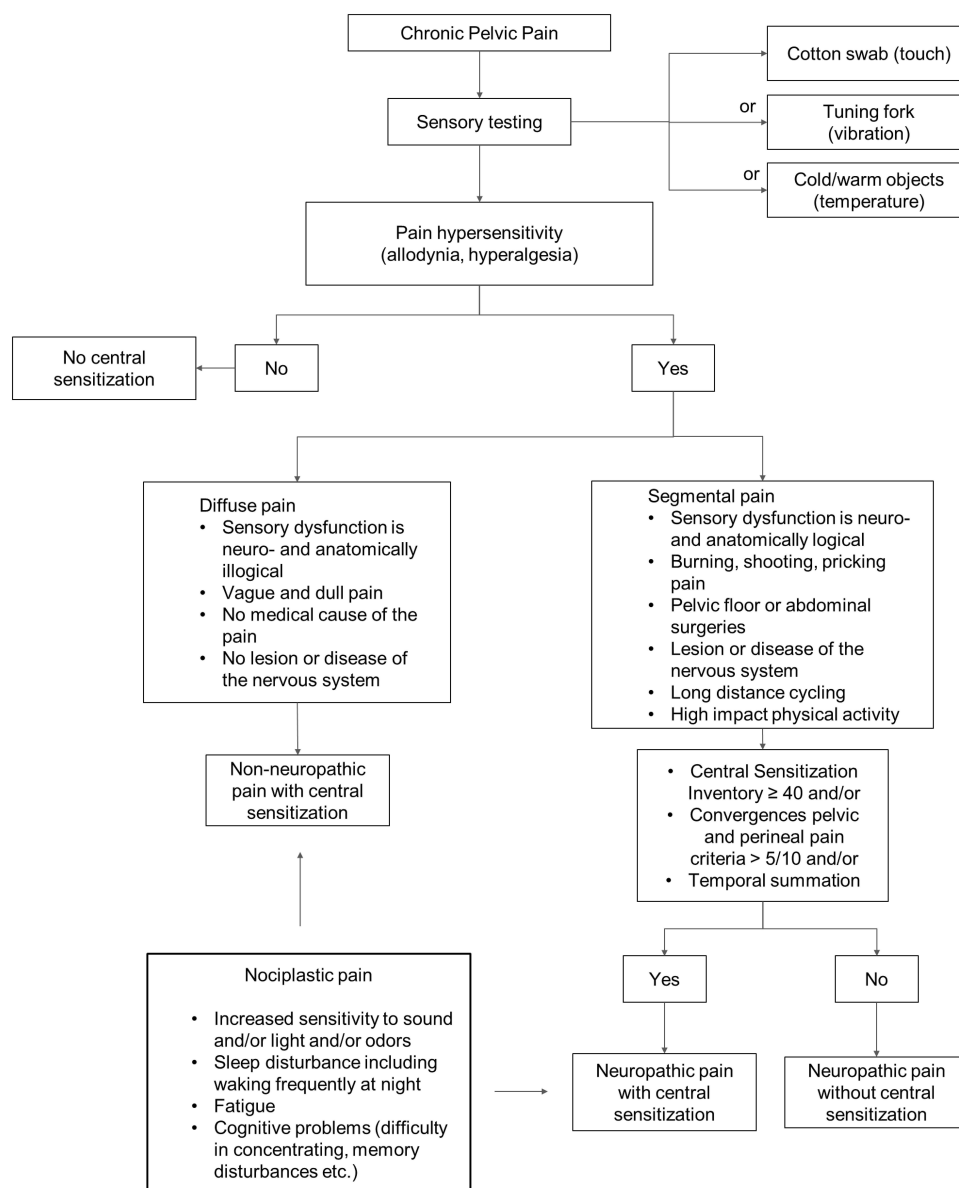 Chronic Pelvic Pain
Cotton swab (touch)
Sensory testing
or
Tuning fork
(vibration)
or
Cold/warm objects
(temperature)
Pain hypersensitivity
(allodynia, hyperalgesia)
No central
sensitization
No
Yes
Diffuse pain
• Sensory dysfunction is
neuro- and anatomically
illogical
• Vague and dull pain
• No medical cause of the
pain
• No lesion or disease of
the nervous system
Segmental pain
• Sensory dysfunction is neuro-
and anatomically logical
• Burning, shooting, pricking
pain
• Pelvic floor or abdominal
surgeries
• Lesion or disease of the
nervous system
• Long distance cycling
• High impact physical activity
Non-neuropathic
pain with central
sensitization
• Central Sensitization
Inventory ≥ 40 and/or
• Convergences pelvic
and perineal pain
criteria > 5/10 and/or
• Temporal summation
Yes
No
Nociplastic pain
• Increased sensitivity to sound
and/or light and/or odors
• Sleep disturbance including
waking frequently at night
• Fatigue
• Cognitive problems (difficulty
in concentrating, memory
disturbances etc.)
Neuropathic pain
with central
sensitization
Neuropathic pain
without central
sensitization